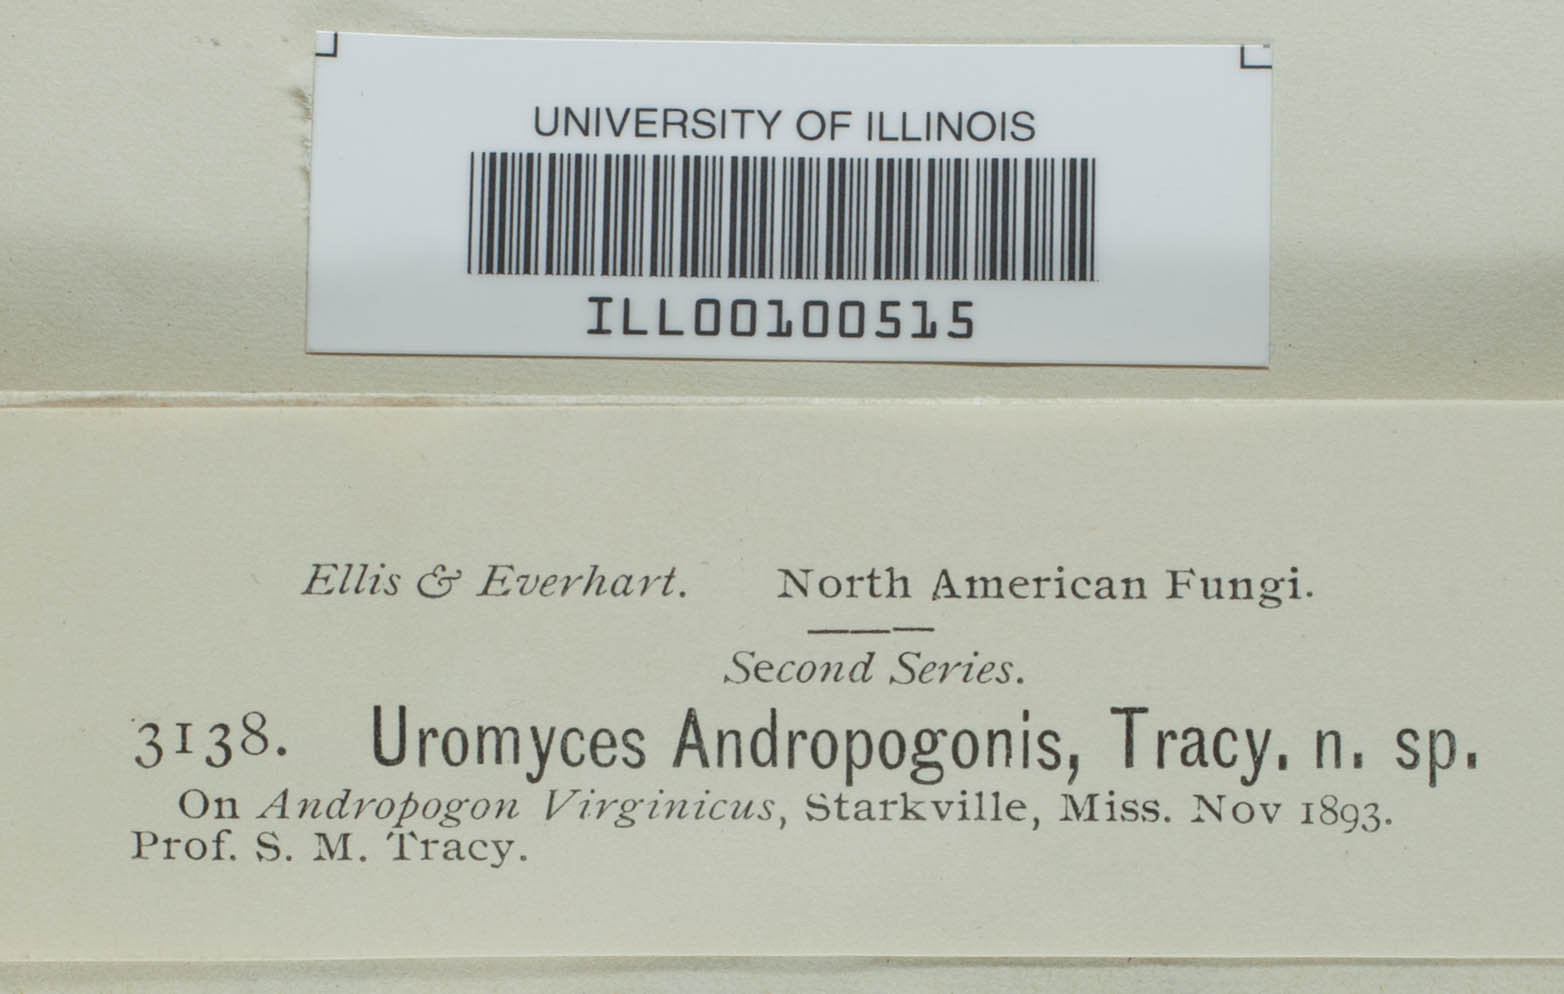 UNIVERSITY OF ILLINOIS
ILL00100515
Ellis & Everhart. North American Fungi.
Second Series.
3138. Uromyces Andropogonis, Tracy. n. sp.
On Andropogon Virginicus, Starkville, Miss. Nov 1893.
Prof. S. M. Tracy.